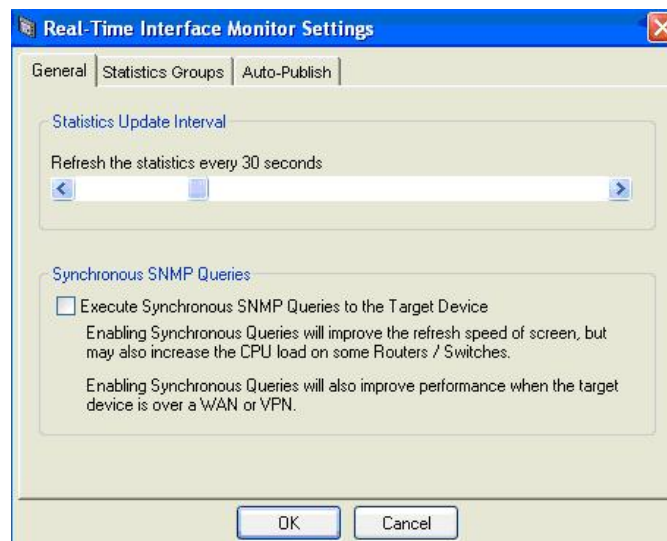 Real-Time Interface Monitor Settings
General
Statistics Groups
Auto-Publish
Statistics Update Interval
Refresh the statistics every 30 seconds
Synchronous SNMP Queries
Execute Synchronous SNMP Queries to the Target Device
Enabling Synchronous Queries will improve the refresh speed of screen, but
may also increase the CPU load on some Routers / Switches.
Enabling Synchronous Queries will also improve performance when the target
device is over a WAN or VPN.
OK
Cancel